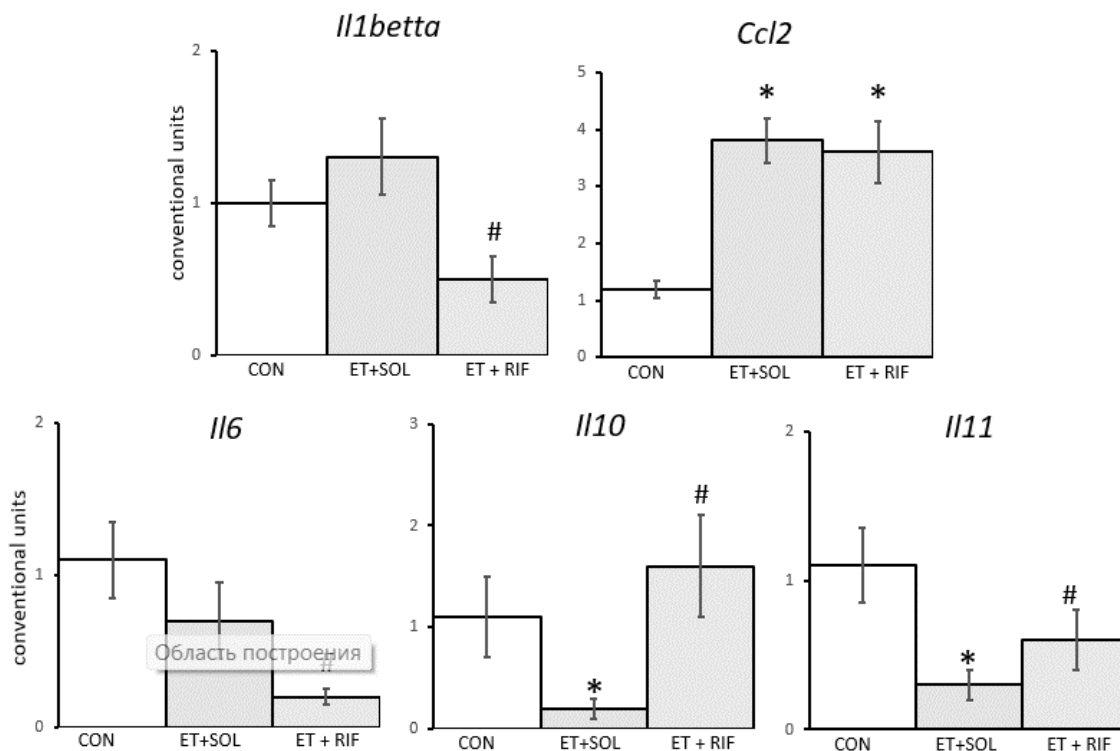 Il1betta
Ccl2
conventional units
2
1
0
CON
ET+SOL
#
ET + RIF
5
4
3
2
1
0
CON
*
ET+SOL
*
ET + RIF
Il6
Il10
Il11
conventional units
2
1
0
CON
ET+SOL
#
ET + RIF
Область построения
3
2
1
0
CON
*
ET+SOL
#
ET + RIF
2
1
0
CON
*
ET+SOL
#
ET + RIF